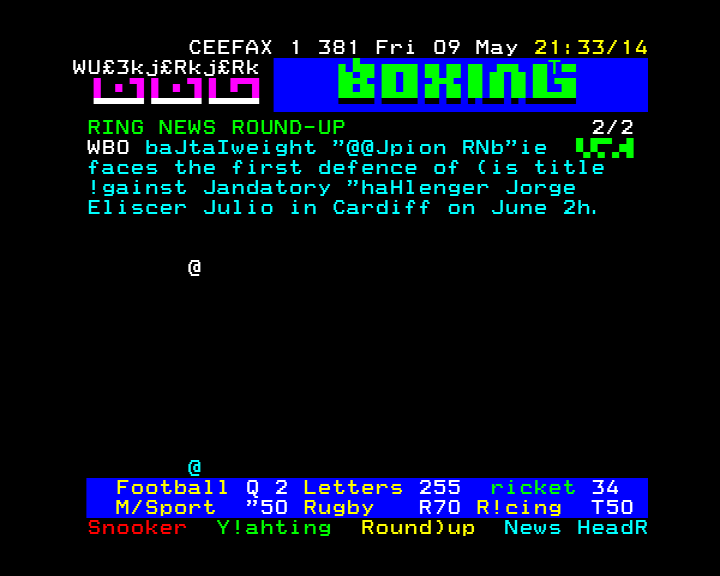 CEEFAX 1 381 Fri 09 May 21:33/14
WU£3kj£Rkj£Rk
BOXING
T
RING NEWS ROUND-UP 2/2
WBO baJtaIweight ”@@Jpion RNb”ie
faces the first defence of (is title
!gainst Jandatory ”haHlenger Jorge
Eliscer Julio in Cardiff on June 2h.
@
@
Football Q 2 Letters 255 ricket 34
M/Sport ”50 Rugby R70 R!cing T50
Snooker Y!ahting Round)up News HeadR